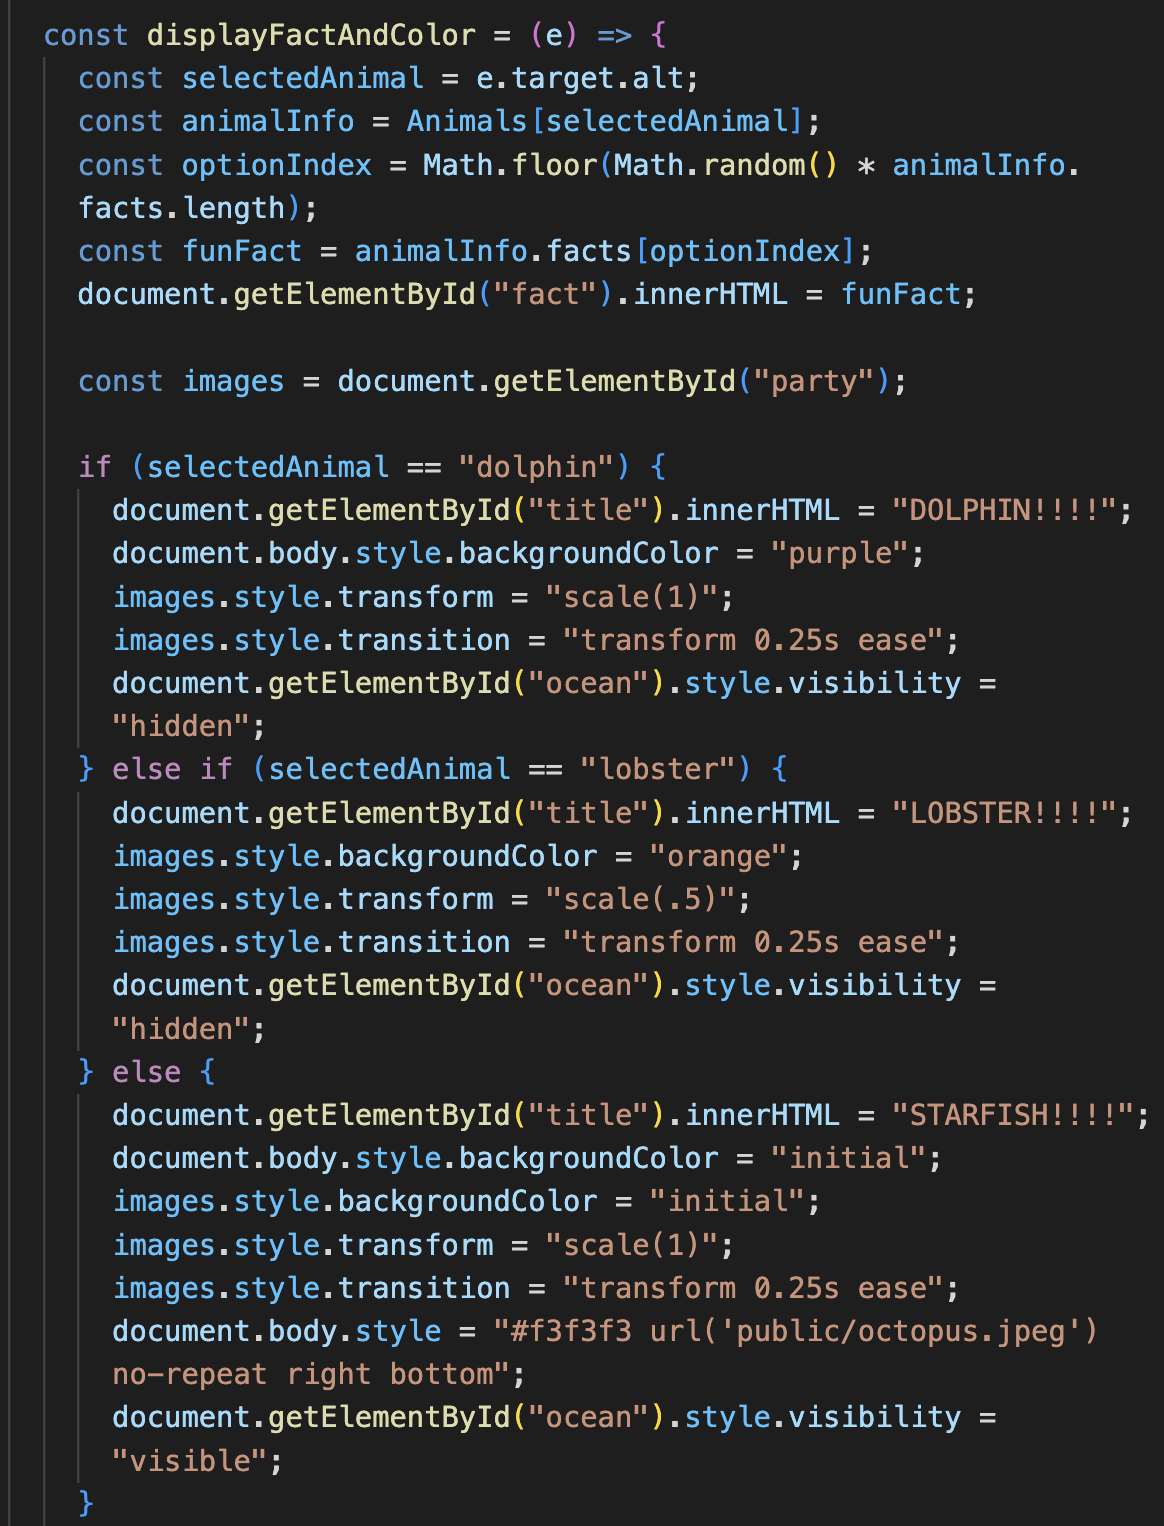 const displayFactAndColor = (e) => {
const selectedAnimal = e.target.alt;
const animalInfo = Animals[selectedAnimal];
const optionIndex = Math.floor(Math.random() * animalInfo.
facts.length);
const funFact = animalInfo.facts[optionIndex];
document.getElementById("fact").innerHTML = funFact;
const images = document.getElementById("party");
if (selectedAnimal == "dolphin") {
document.getElementById("title").innerHTML = "DOLPHIN!!!!";
document.body.style.backgroundColor = "purple";
images.style.transform = "scale(1)";
images.style.transition = "transform 0.25s ease";
document.getElementById("ocean").style.visibility =
"hidden";
} else if (selectedAnimal == "lobster") {
document.getElementById("title").innerHTML = "LOBSTER!!!!";
images.style.backgroundColor = "orange";
images.style.transform = "scale(.5)";
images.style.transition = "transform 0.25s ease";
document.getElementById("ocean").style.visibility =
"hidden";
} else {
document.getElementById("title").innerHTML = "STARFISH!!!!";
document.body.style.backgroundColor = "initial";
images.style.backgroundColor = "initial";
images.style.transform = "scale(1)";
images.style.transition = "transform 0.25s ease";
document.body.style = "#f3f3f3 url('public/octopus.jpeg')
no-repeat right bottom";
document.getElementById("ocean").style.visibility =
"visible";
}